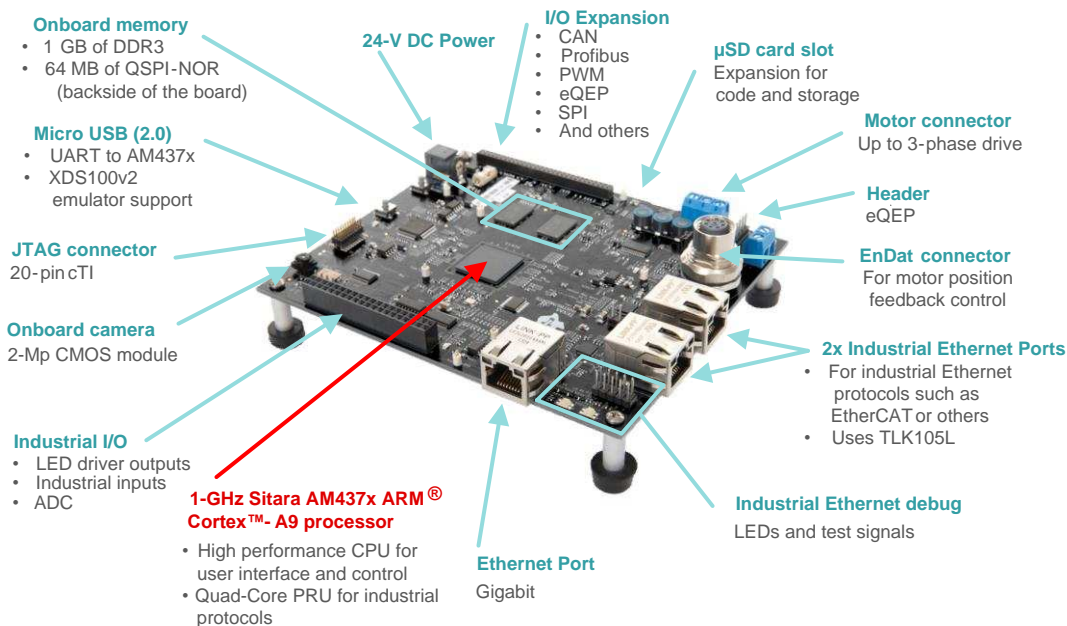 Onboard memory
• 1 GB of DDR3
• 64 MB of QSPI-NOR
(backside of the board)
24-V DC Power
I/O Expansion
• CAN
• Profibus
• PWM
• eQEP
• SPI
• And others
µSD card slot
Expansion for
code and storage
Motor connector
Up to 3-phase drive
Micro USB (2.0)
• UART to AM437x
• XDS100v2
emulator support
Header
eQEP
JTAG connector
20-pin cTI
EnDat connector
For motor position
feedback control
Onboard camera
2-Mp CMOS module
LINK-PP
2x Industrial Ethernet Ports
• For industrial Ethernet
protocols such as
EtherCAT or others
• Uses TLK105L
Industrial I/O
• LED driver outputs
• Industrial inputs
• ADC
1-GHz Sitara AM437x ARM®
Cortex™- A9 processor
• High performance CPU for
user interface and control
• Quad-Core PRU for industrial
protocols
Ethernet Port
Gigabit
Industrial Ethernet debug
LEDs and test signals